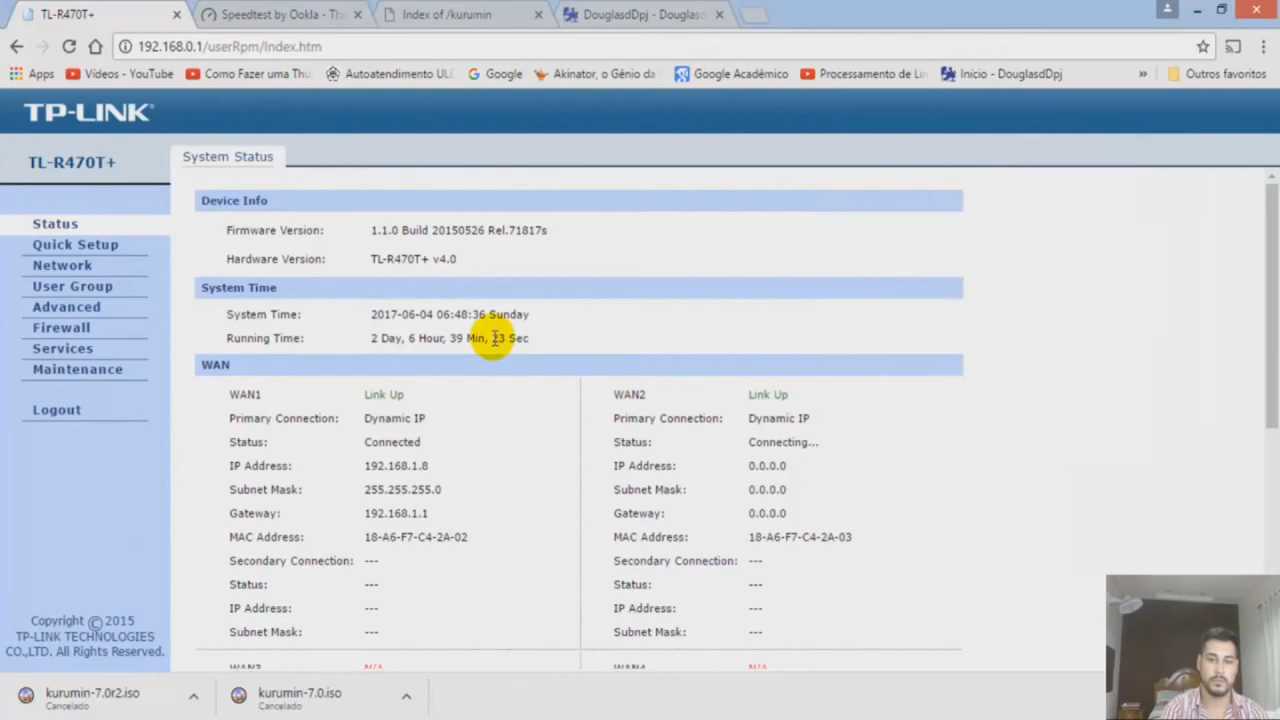 TL-R470T+
Speedtest by Ookla - The
Index of /kurumin
DouglasdDpj - Douglasd
192.168.0.1/userRpm/Index.htm
Apps
Vídeos - YouTube
Como Fazer uma Thu
Autoatendimento ULE
Google
Akinator, o Gênio da
Google Acadêmico
Processamento de Lin
Início - DouglasdDpj
»
Outros favoritos
TP-LINK
TL-R470T+
System Status
Status
Quick Setup
Network
User Group
Advanced
Firewall
Services
Maintenance
Logout
Copyright © 2015
TP-LINK TECHNOLOGIES
CO.,LTD. All Rights Reserved.
Device Info
Firmware Version: 1.1.0 Build 20150526 Rel.71817s
Hardware Version: TL-R470T+ v4.0
System Time
System Time: 2017-06-04 06:48:36 Sunday
Running Time: 2 Day, 6 Hour, 39 Min, 23 Sec
WAN
WAN1 Link Up
Primary Connection: Dynamic IP
Status: Connected
IP Address: 192.168.1.8
Subnet Mask: 255.255.255.0
Gateway: 192.168.1.1
MAC Address: 18-A6-F7-C4-2A-02
Secondary Connection: ---
Status: ---
IP Address: ---
Subnet Mask: ---
WAN3 N/A
WAN2 Link Up
Primary Connection: Dynamic IP
Status: Connecting...
IP Address: 0.0.0.0
Subnet Mask: 0.0.0.0
Gateway: 0.0.0.0
MAC Address: 18-A6-F7-C4-2A-03
Secondary Connection: ---
Status: ---
IP Address: ---
Subnet Mask: ---
WAN4 N/A
kurumin-7.0r2.iso
Cancelado
kurumin-7.0.iso
Cancelado